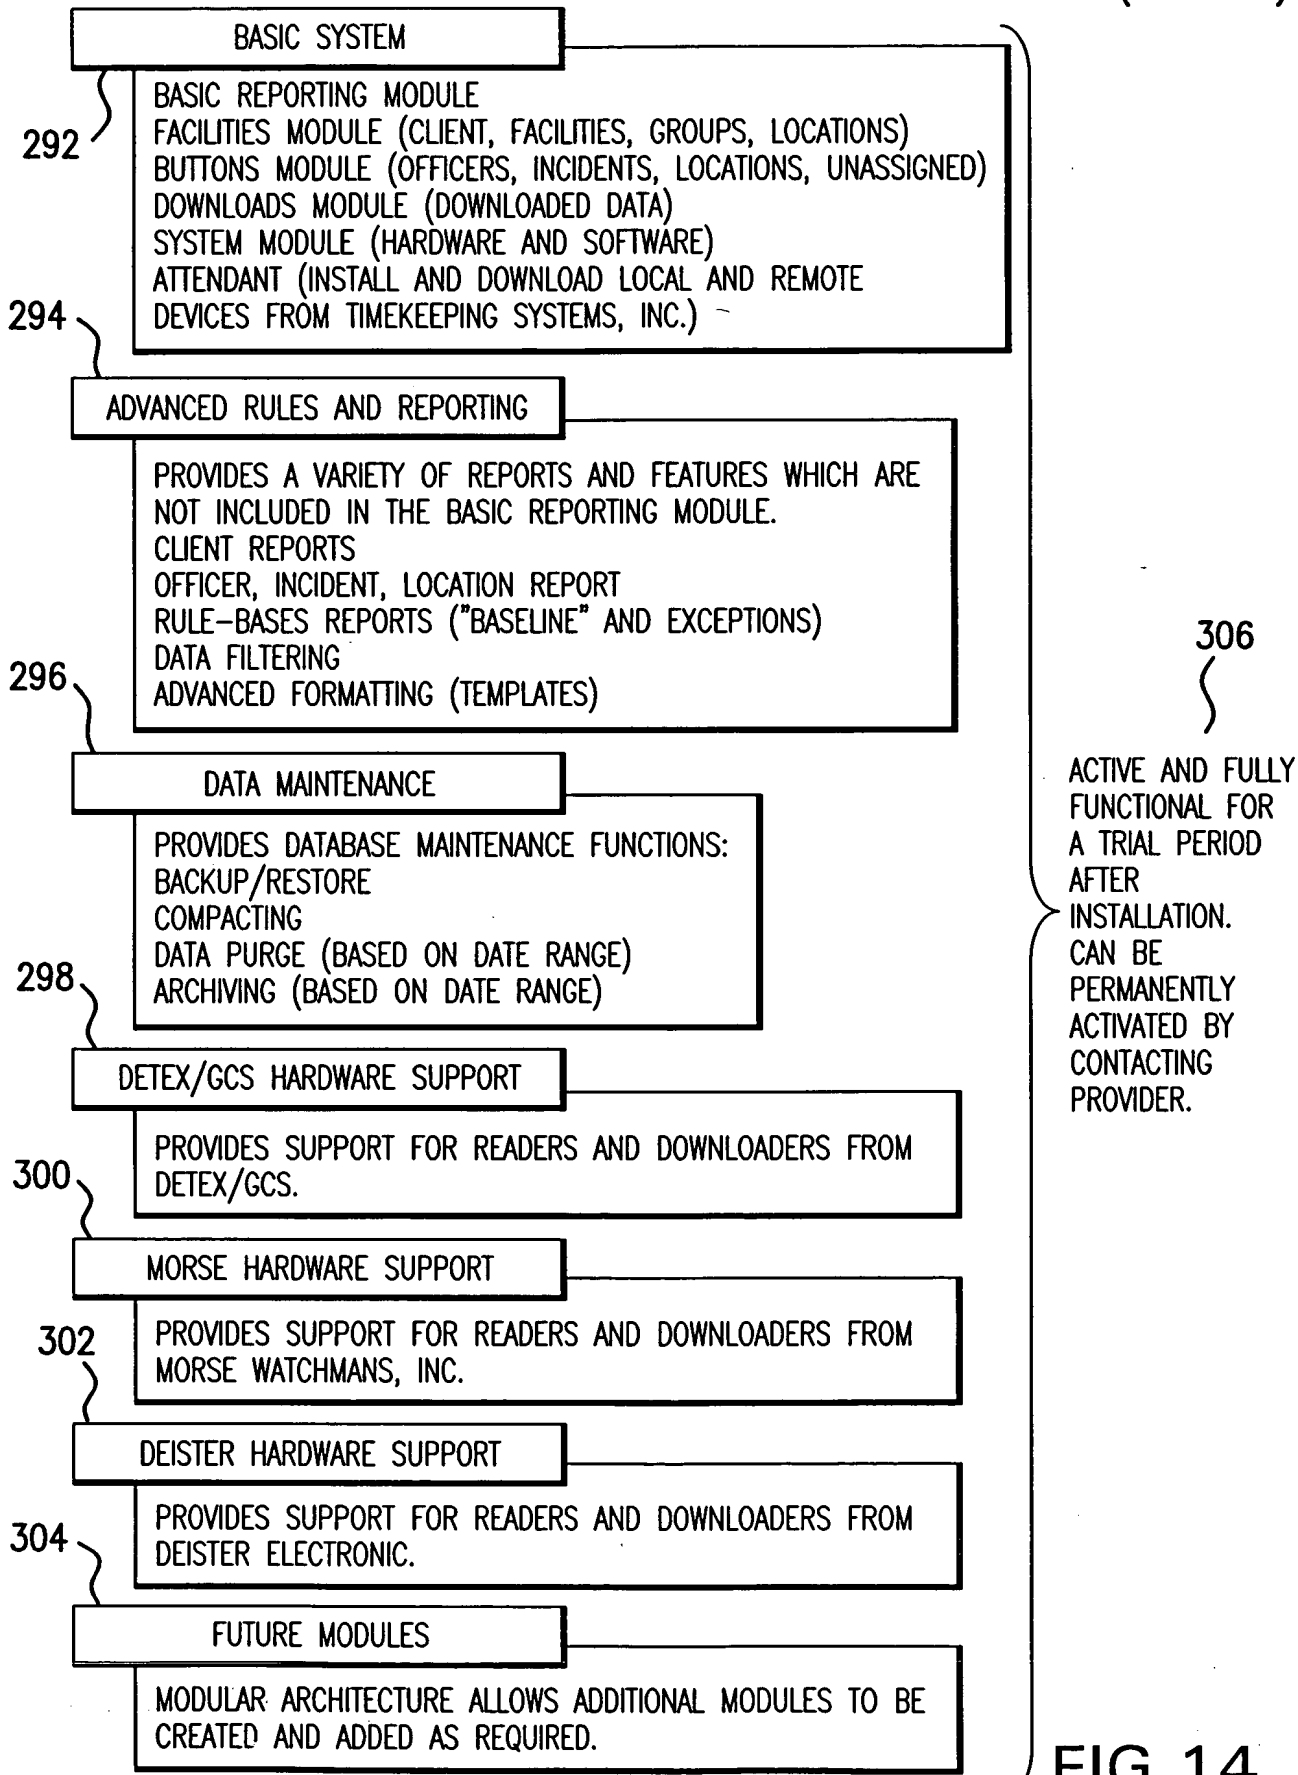 BASIC SYSTEM
292
BASIC REPORTING MODULE
FACILITIES MODULE (CLIENT, FACILITIES, GROUPS, LOCATIONS)
BUTTONS MODULE (OFFICERS, INCIDENTS, LOCATIONS, UNASSIGNED)
DOWNLOADS MODULE (DOWNLOADED DATA)
SYSTEM MODULE (HARDWARE AND SOFTWARE)
ATTENDANT (INSTALL AND DOWNLOAD LOCAL AND REMOTE
DEVICES FROM TIMEKEEPING SYSTEMS, INC.)
294
ADVANCED RULES AND REPORTING
PROVIDES A VARIETY OF REPORTS AND FEATURES WHICH ARE
NOT INCLUDED IN THE BASIC REPORTING MODULE.
CLIENT REPORTS
OFFICER, INCIDENT, LOCATION REPORT
RULE-BASES REPORTS ("BASELINE" AND EXCEPTIONS)
DATA FILTERING
ADVANCED FORMATTING (TEMPLATES)
296
DATA MAINTENANCE
PROVIDES DATABASE MAINTENANCE FUNCTIONS:
BACKUP/RESTORE
COMPACTING
DATA PURGE (BASED ON DATE RANGE)
ARCHIVING (BASED ON DATE RANGE)
298
DETEX/GCS HARDWARE SUPPORT
PROVIDES SUPPORT FOR READERS AND DOWNLOADERS FROM
DETEX/GCS.
300
MORSE HARDWARE SUPPORT
PROVIDES SUPPORT FOR READERS AND DOWNLOADERS FROM
MORSE WATCHMANS, INC.
302
DEISTER HARDWARE SUPPORT
PROVIDES SUPPORT FOR READERS AND DOWNLOADERS FROM
DEISTER ELECTRONIC.
304
FUTURE MODULES
MODULAR ARCHITECTURE ALLOWS ADDITIONAL MODULES TO BE
CREATED AND ADDED AS REQUIRED.
306
ACTIVE AND FULLY
FUNCTIONAL FOR
A TRIAL PERIOD
AFTER
INSTALLATION.
CAN BE
PERMANENTLY
ACTIVATED BY
CONTACTING
PROVIDER.
FIG. 14